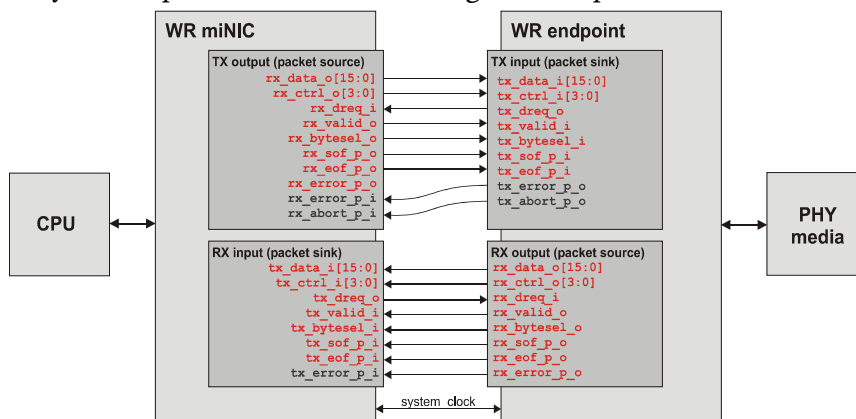 WR miNIC
WR endpoint
TX output (packet source)
rx_data_o[15:0]
rx_ctrl_o[3:0]
rx_dreq_i
rx_valid_o
rx_bytesel_o
rx_sof_p_o
rx_eof_p_o
rx_error_p_o
rx_error_p_i
rx_abort_p_i
TX input (packet sink)
tx_data_i[15:0]
tx_ctrl_i[3:0]
tx_dreq_o
tx_valid_i
tx_bytesel_i
tx_sof_p_i
tx_eof_p_i
tx_error_p_o
tx_abort_p_o
CPU
PHY
media
RX input (packet sink)
tx_data_i[15:0]
tx_ctrl_i[3:0]
tx_dreq_o
tx_valid_i
tx_bytesel_i
tx_sof_p_i
tx_eof_p_i
tx_error_p_i
RX output (packet source)
rx_data_o[15:0]
rx_ctrl_o[3:0]
rx_dreq_i
rx_valid_o
rx_bytesel_o
rx_sof_p_o
rx_eof_p_o
rx_error_p_o
system clock